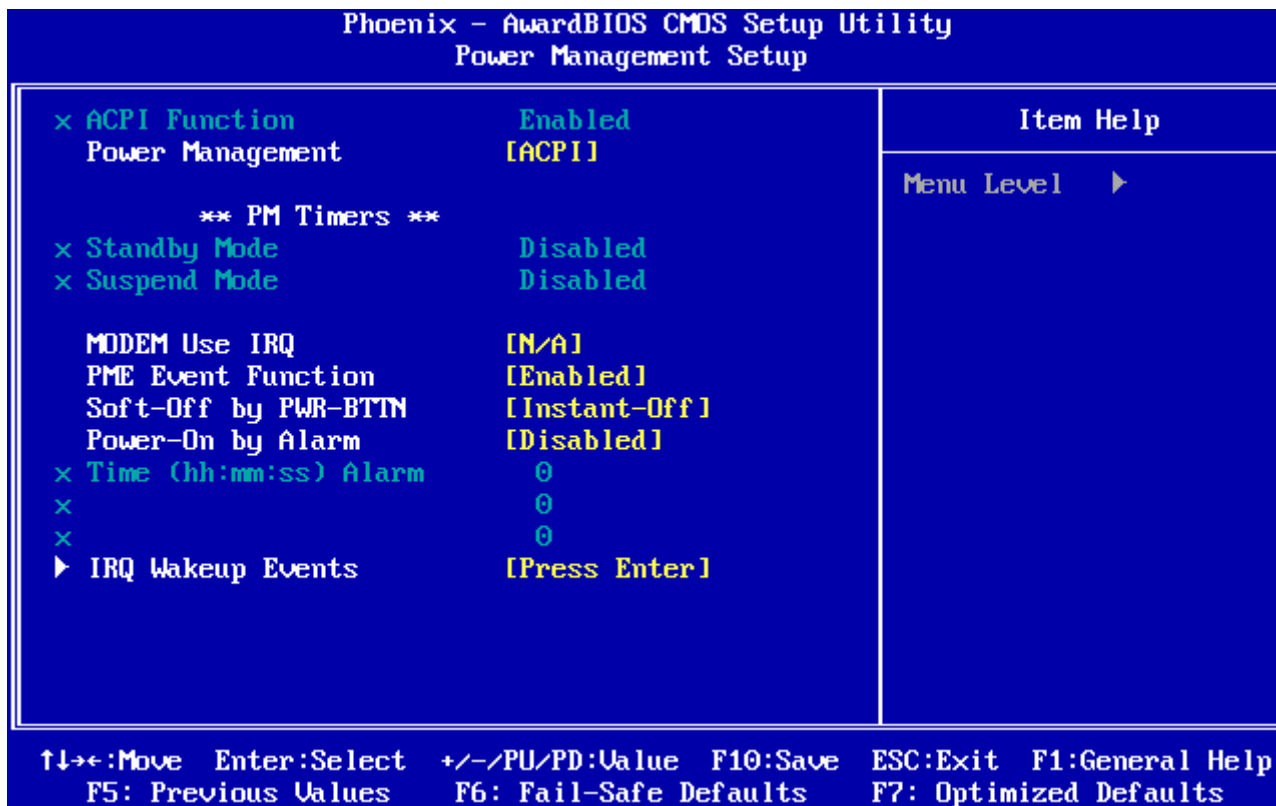 Phoenix - AwardBIOS CMOS Setup Utility
Power Management Setup
x ACPI Function Enabled
Power Management [ACPI]
** PM Timers **
x Standby Mode Disabled
x Suspend Mode Disabled
MODEM Use IRQ [N/A]
PME Event Function [Enabled]
Soft-Off by PWR-BTTN [Instant-Off]
Power-On by Alarm [Disabled]
x Time (hh:mm:ss) Alarm 0
x 0
x 0
▶ IRQ Wakeup Events [Press Enter]
Item Help
Menu Level ▶
↑↓→←:Move Enter:Select +/-/PU/PD:Value F10:Save ESC:Exit F1:General Help
F5: Previous Values F6: Fail-Safe Defaults F7: Optimized Defaults